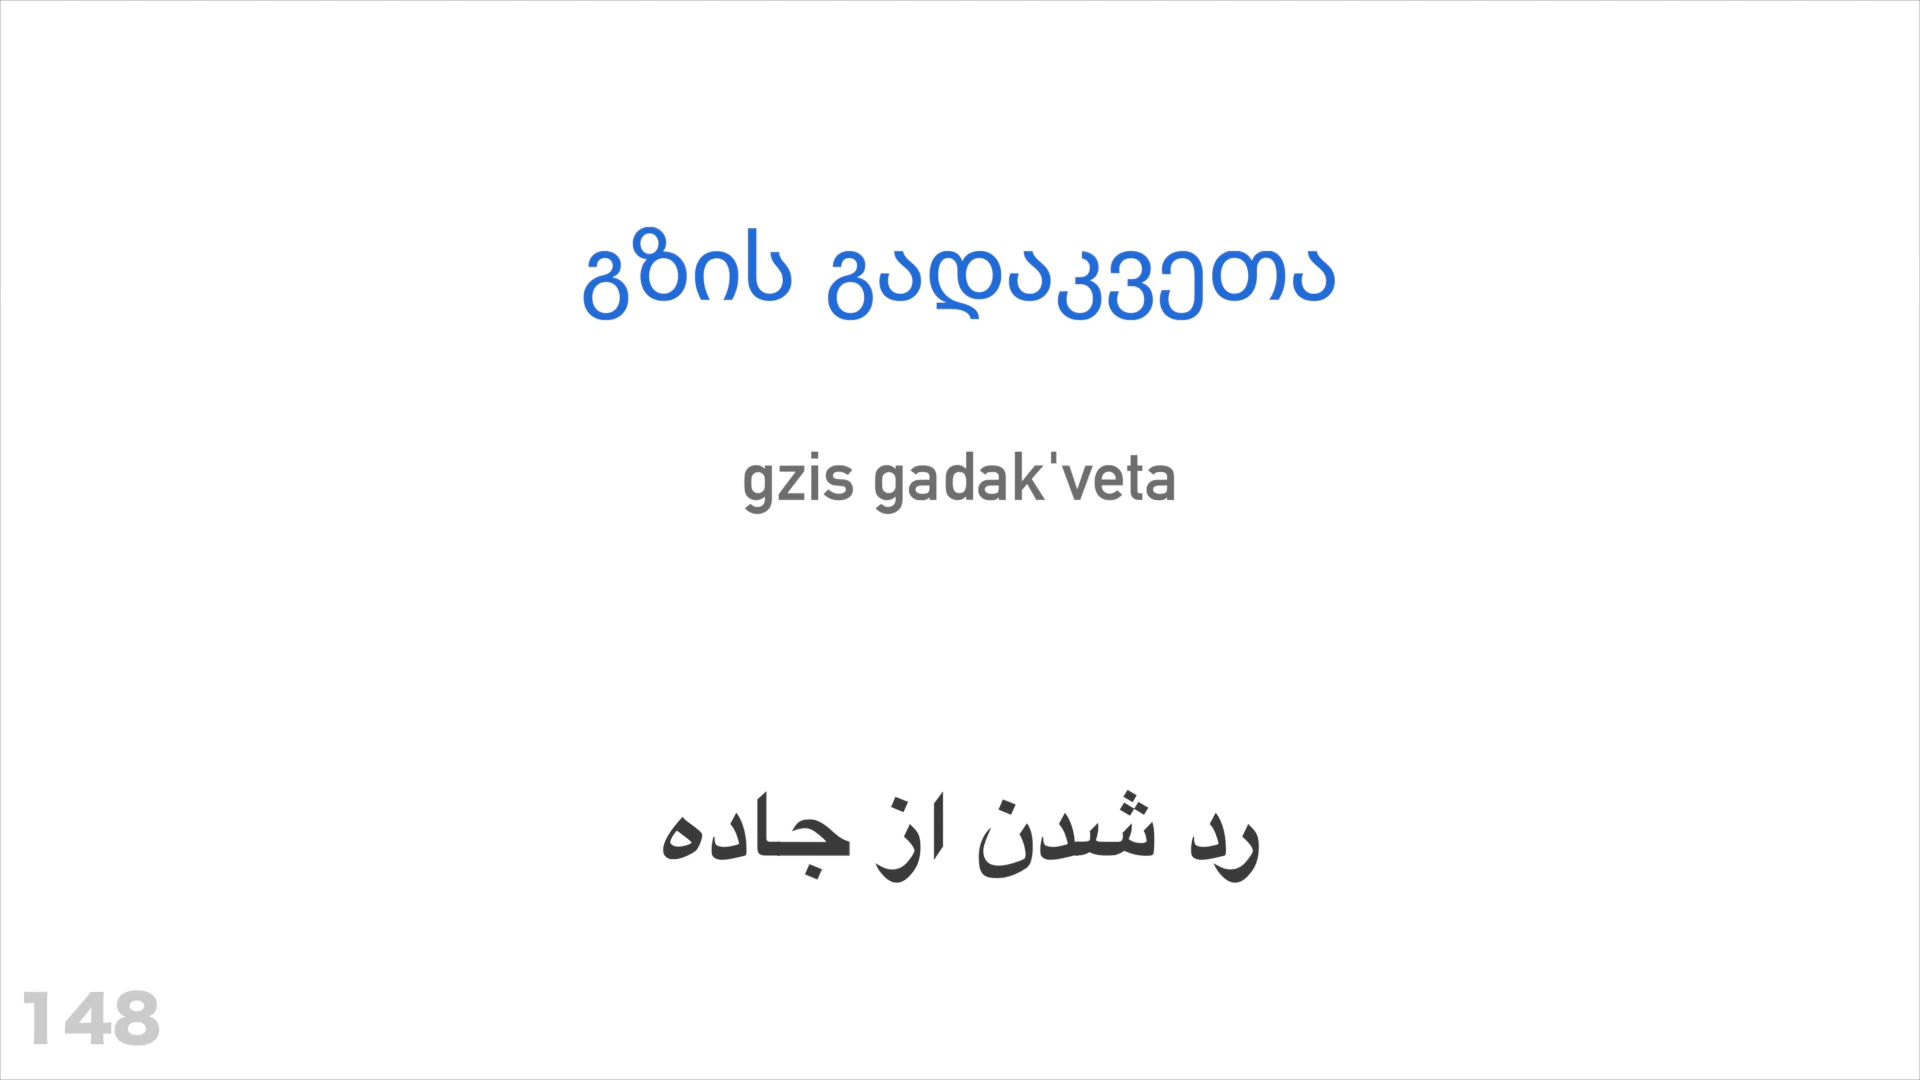 გზის გადაკვეთა
gzis gadak'veta
رد شدن از جاده
148